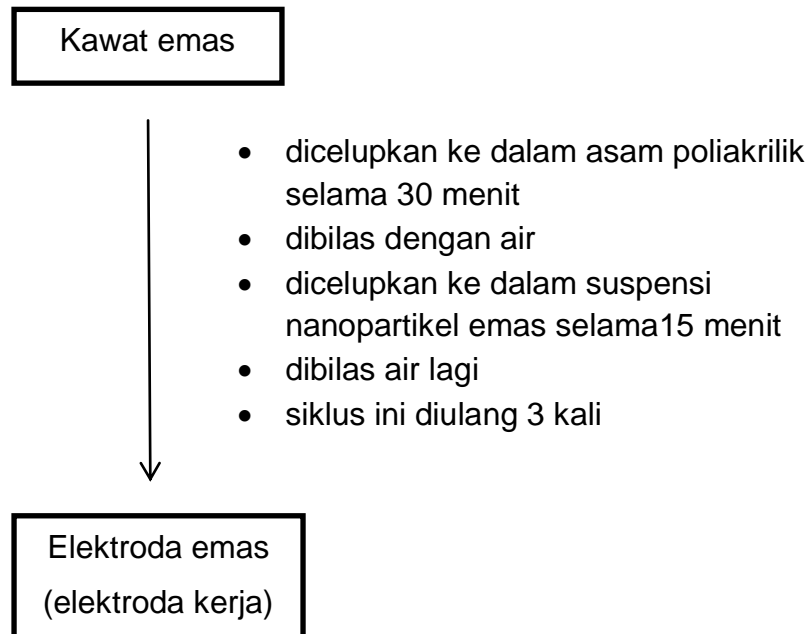 Kawat emas
• dicelupkan ke dalam asam poliakrilik
selama 30 menit
• dibilas dengan air
• dicelupkan ke dalam suspensi
nanopartikel emas selama15 menit
• dibilas air lagi
• siklus ini diulang 3 kali
Elektroda emas
(elektroda kerja)